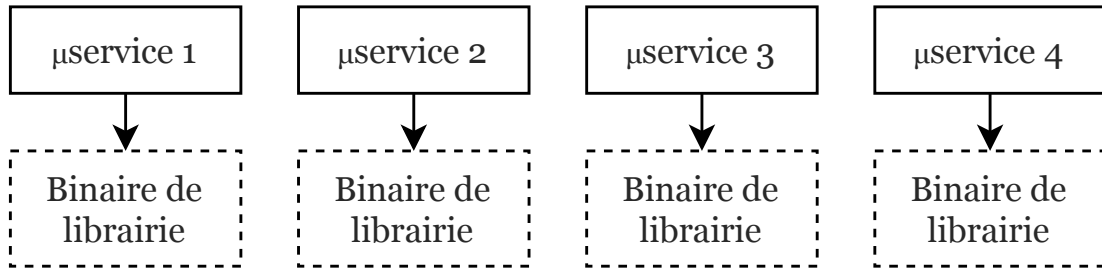 μservice 1
μservice 2
μservice 3
μservice 4
Binaire de
librairie
Binaire de
librairie
Binaire de
librairie
Binaire de
librairie